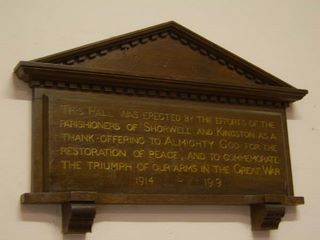 THIS HALL WAS ERECTED BY THE EFFORTS OF THE
PARISHIONERS OF SHORWELL AND KINGSTON AS A
THANK-OFFERING TO ALMIGHTY GOD FOR THE
RESTORATION OF PEACE, AND TO COMMEMORATE
THE TRIUMPH OF OUR ARMS IN THE GREAT WAR
1914 - 1919